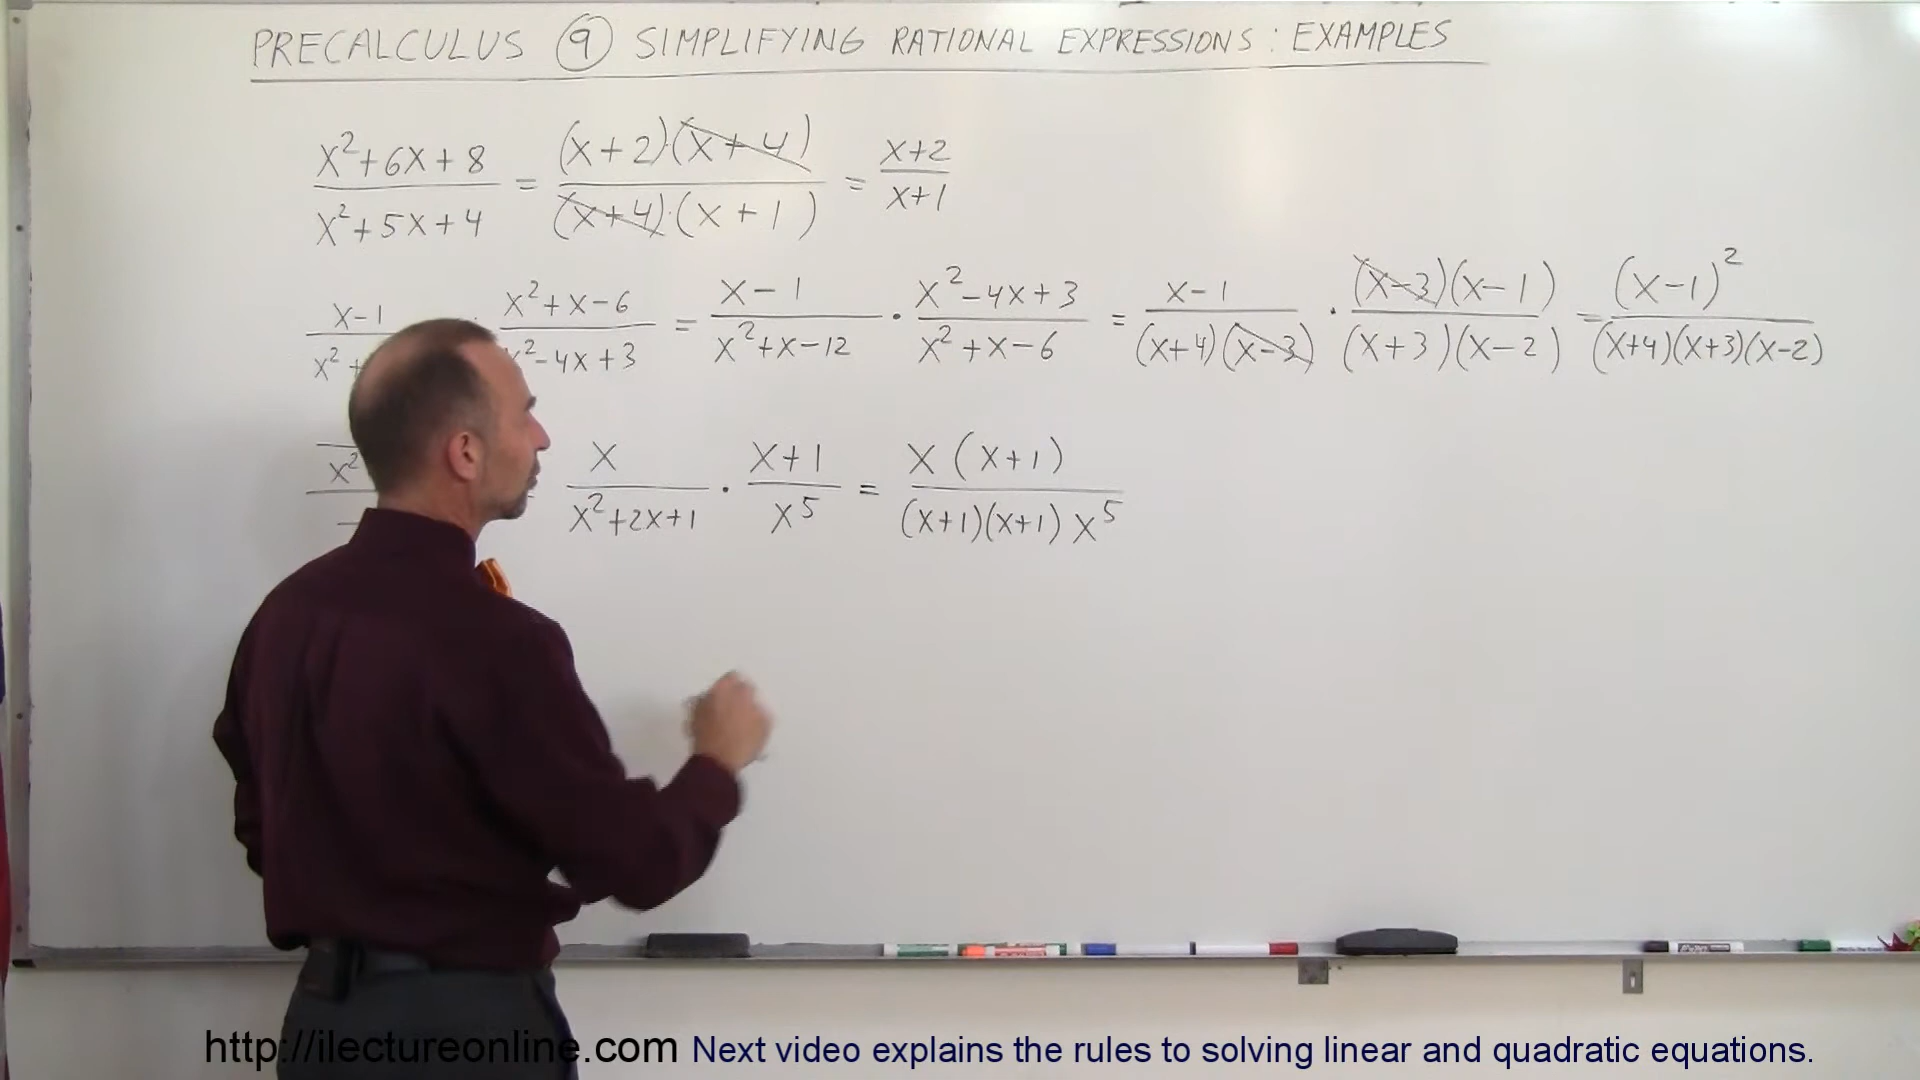 PRECALCULUS 9 SIMPLIFYING RATIONAL EXPRESSIONS : EXAMPLES
x²+6x+8 / x²+5x+4 = (x+2)·(x+4) / (x+4)·(x+1) = x+2 / x+1
x-1 / x²+ · x²+x-6 / x²-4x+3 = x-1 / x²+x-12 · x²-4x+3 / x²+x-6 = x-1 / (x+4)(x-3) · (x-3)(x-1) / (x+3)(x-2) = (x-1)² / (x+4)(x+3)(x-2)
x² = x / x²+2x+1 · x+1 / x⁵ = x(x+1) / (x+1)(x+1)x⁵
http://ilectureonline.com Next video explains the rules to solving linear and quadratic equations.